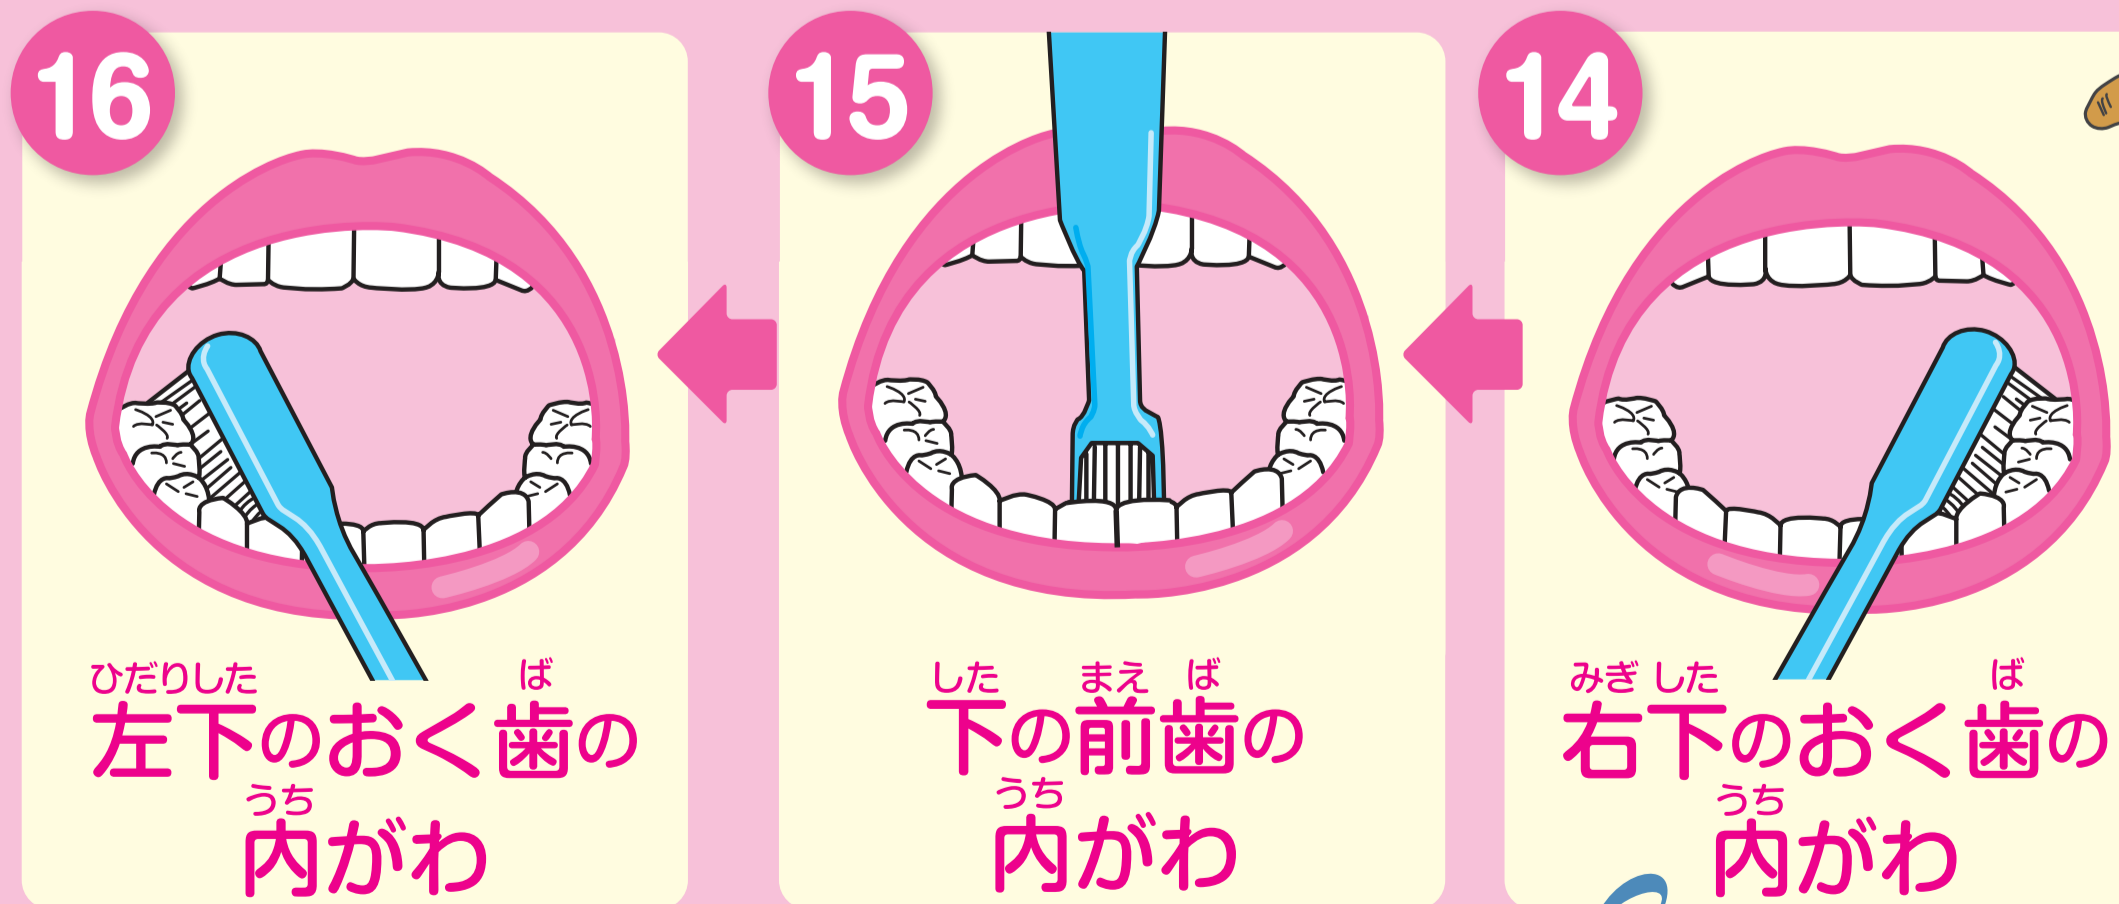 14
みぎ した ば
右下のおく歯の
うち
内がわ
15
した まえ ば
下の前歯の
うち
内がわ
16
ひだりした ば
左下のおく歯の
うち
内がわ